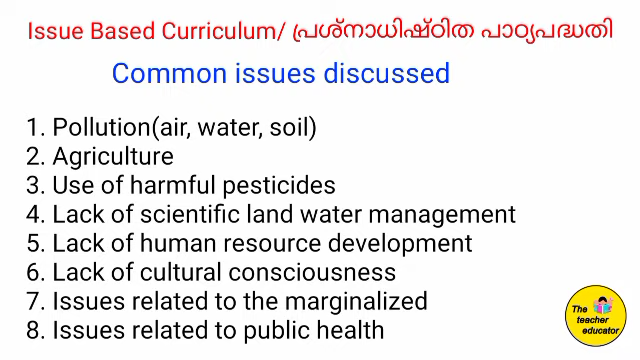 Issue Based Curriculum/ പ്രശ്നാധിഷ്ഠിത പാഠ്യപദ്ധതി
Common issues discussed
1. Pollution(air, water, soil)
2. Agriculture
3. Use of harmful pesticides
4. Lack of scientific land water management
5. Lack of human resource development
6. Lack of cultural consciousness
7. Issues related to the marginalized
8. Issues related to public health
The
teacher
educator